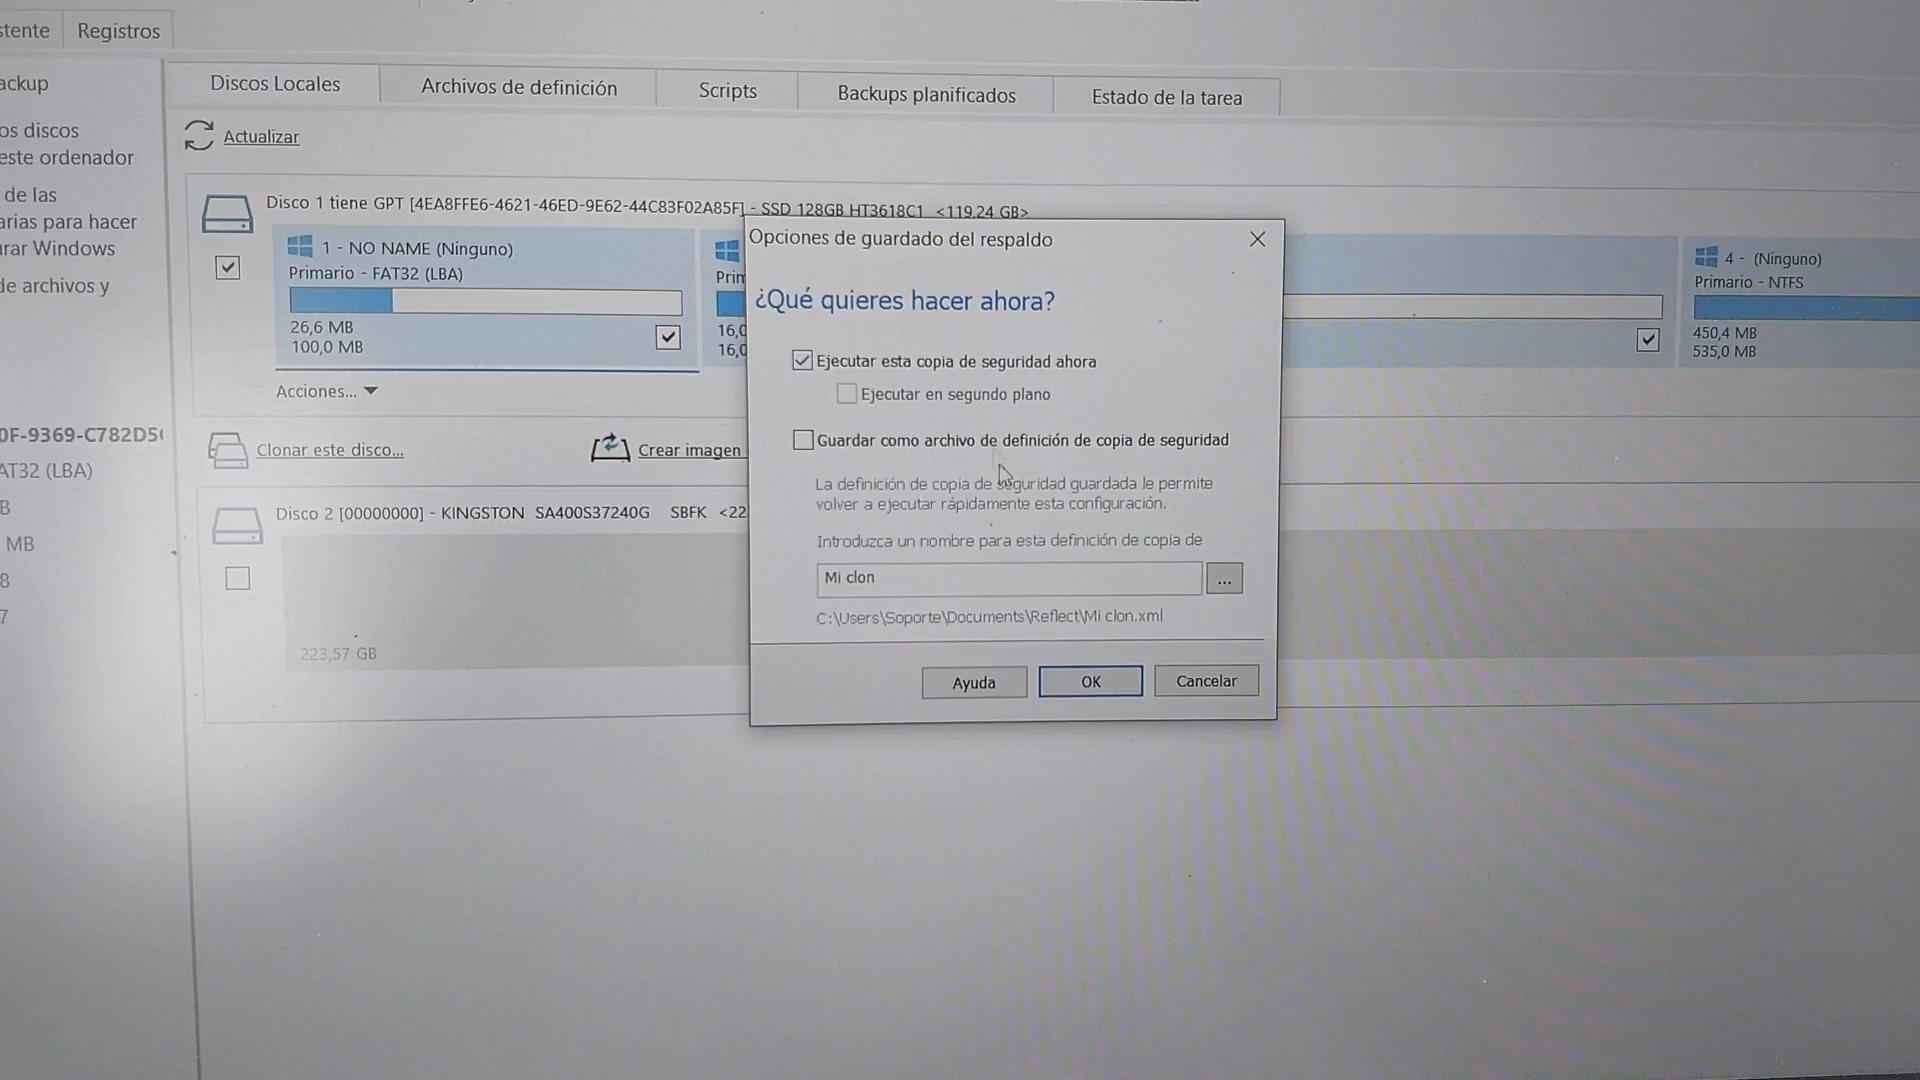 stente
Registros
ackup
os discos
este ordenador
de las
arias para hacer
urar Windows
de archivos y
0F-9369-C782D5
AT32 (LBA)
B
MB
8
7
Discos Locales
Archivos de definición
Scripts
Backups planificados
Estado de la tarea
Actualizar
Disco 1 tiene GPT [4EA8FFE6-4621-46ED-9E62-44C83F02A85F] - SSD 128GB HT3618C1 <119.24 GB>
1 - NO NAME (Ninguno)
Primario - FAT32 (LBA)
26,6 MB
100,0 MB
Prin
16,0
16,0
4 - (Ninguno)
Primario - NTFS
450,4 MB
535,0 MB
Acciones...
Clonar este disco...
Crear imagen
Disco 2 [00000000] - KINGSTON SA400S37240G SBFK <22
223,57 GB
Opciones de guardado del respaldo
¿Qué quieres hacer ahora?
Ejecutar esta copia de seguridad ahora
Ejecutar en segundo plano
Guardar como archivo de definición de copia de seguridad
La definición de copia de seguridad guardada le permite
volver a ejecutar rápidamente esta configuración.
Introduzca un nombre para esta definición de copia de
Mi clon
...
C:\Users\Soporte\Documents\Reflect\Mi clon.xml
Ayuda
OK
Cancelar